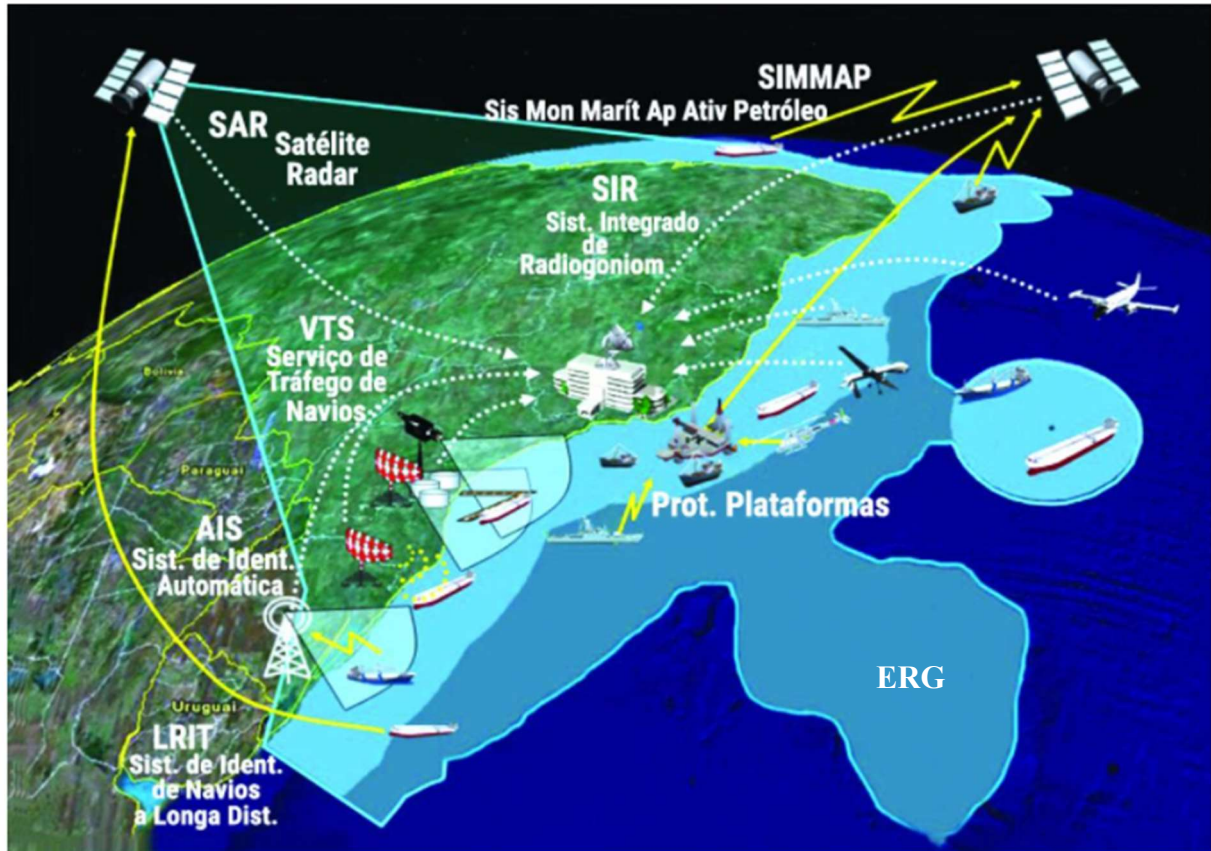 SIMMAP
Sis Mon Marít Ap Ativ Petróleo
SAR
Satélite
Radar
SIR
Sist. Integrado
de
Radiogoniom
VTS
Serviço de
Tráfego de
Navios
Bolívia
Paraguai
Prot. Plataformas
AIS
Sist. de Ident.
Automática
ERG
Uruguai
LRIT
Sist. de Ident.
de Navios
a Longa Dist.